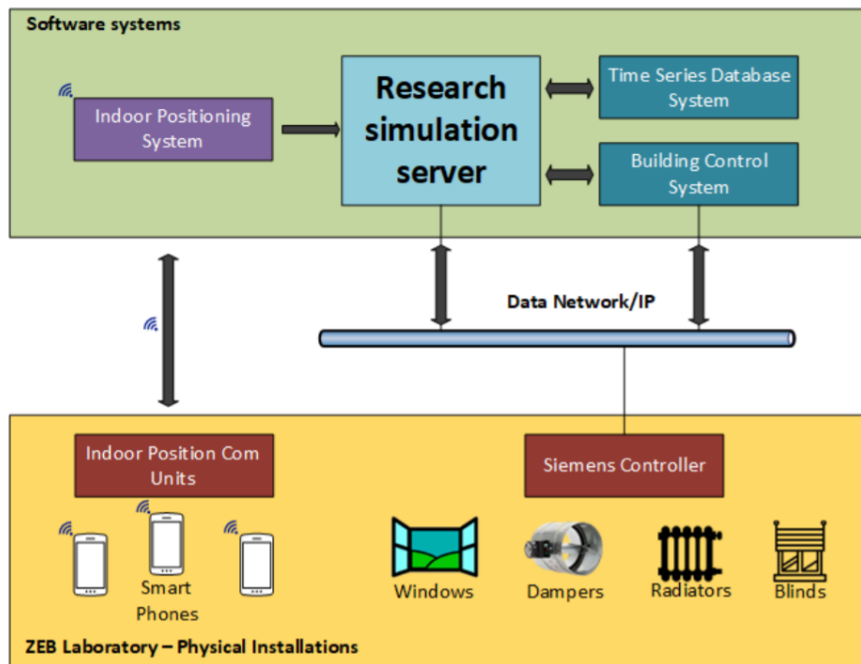 Software systems
Indoor Positioning
System
Research
simulation
server
Time Series Database
System
Building Control
System
Data Network/IP
Indoor Position Com
Units
Siemens Controller
Smart
Phones
Windows
Dampers
Radiators
Blinds
ZEB Laboratory – Physical Installations